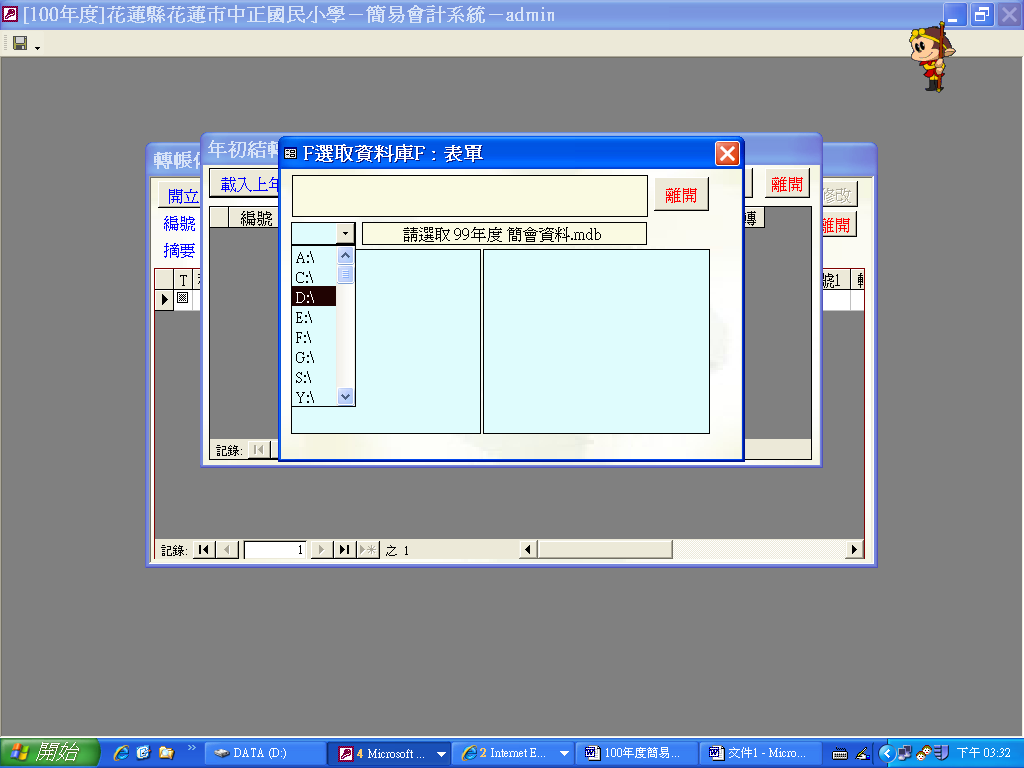 [100年度]花蓮縣花蓮市中正國民小學－簡易會計系統－admin
轉帳
年初結轉
F選取資料庫F：表單
開立
載入上年
離開
離開
修改
編號
編號
請選取 99年度 簡會資料.mdb
轉
離開
摘要
A:\
C:\
D:\
E:\
F:\
G:\
S:\
Y:\
T
號1
記錄:
記錄:
1
之 1
開始
DATA (D:)
4 Microsoft ...
2 Internet E...
100年度簡易...
文件1 - Micro...
下午 03:32